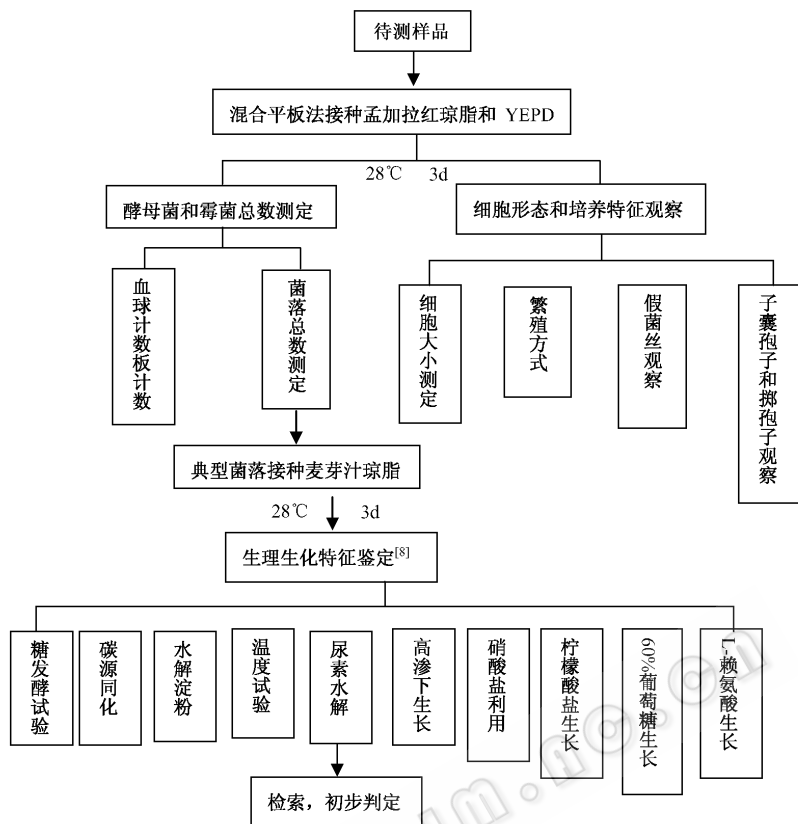 待测样品
混合平板法接种孟加拉红琼脂和 YEPD
28℃ 3d
酵母菌和霉菌总数测定
细胞形态和培养特征观察
血球计数板计数
菌落总数测定
细胞大小测定
繁殖方式
假菌丝观察
子囊孢子和掷孢子观察
典型菌落接种麦芽汁琼脂
28℃ 3d
生理生化特征鉴定[8]
糖发酵试验
碳源同化
水解淀粉
温度试验
尿素水解
高渗下生长
硝酸盐利用
柠檬酸盐生长
60%葡萄糖生长
L-赖氨酸生长
检索，初步判定